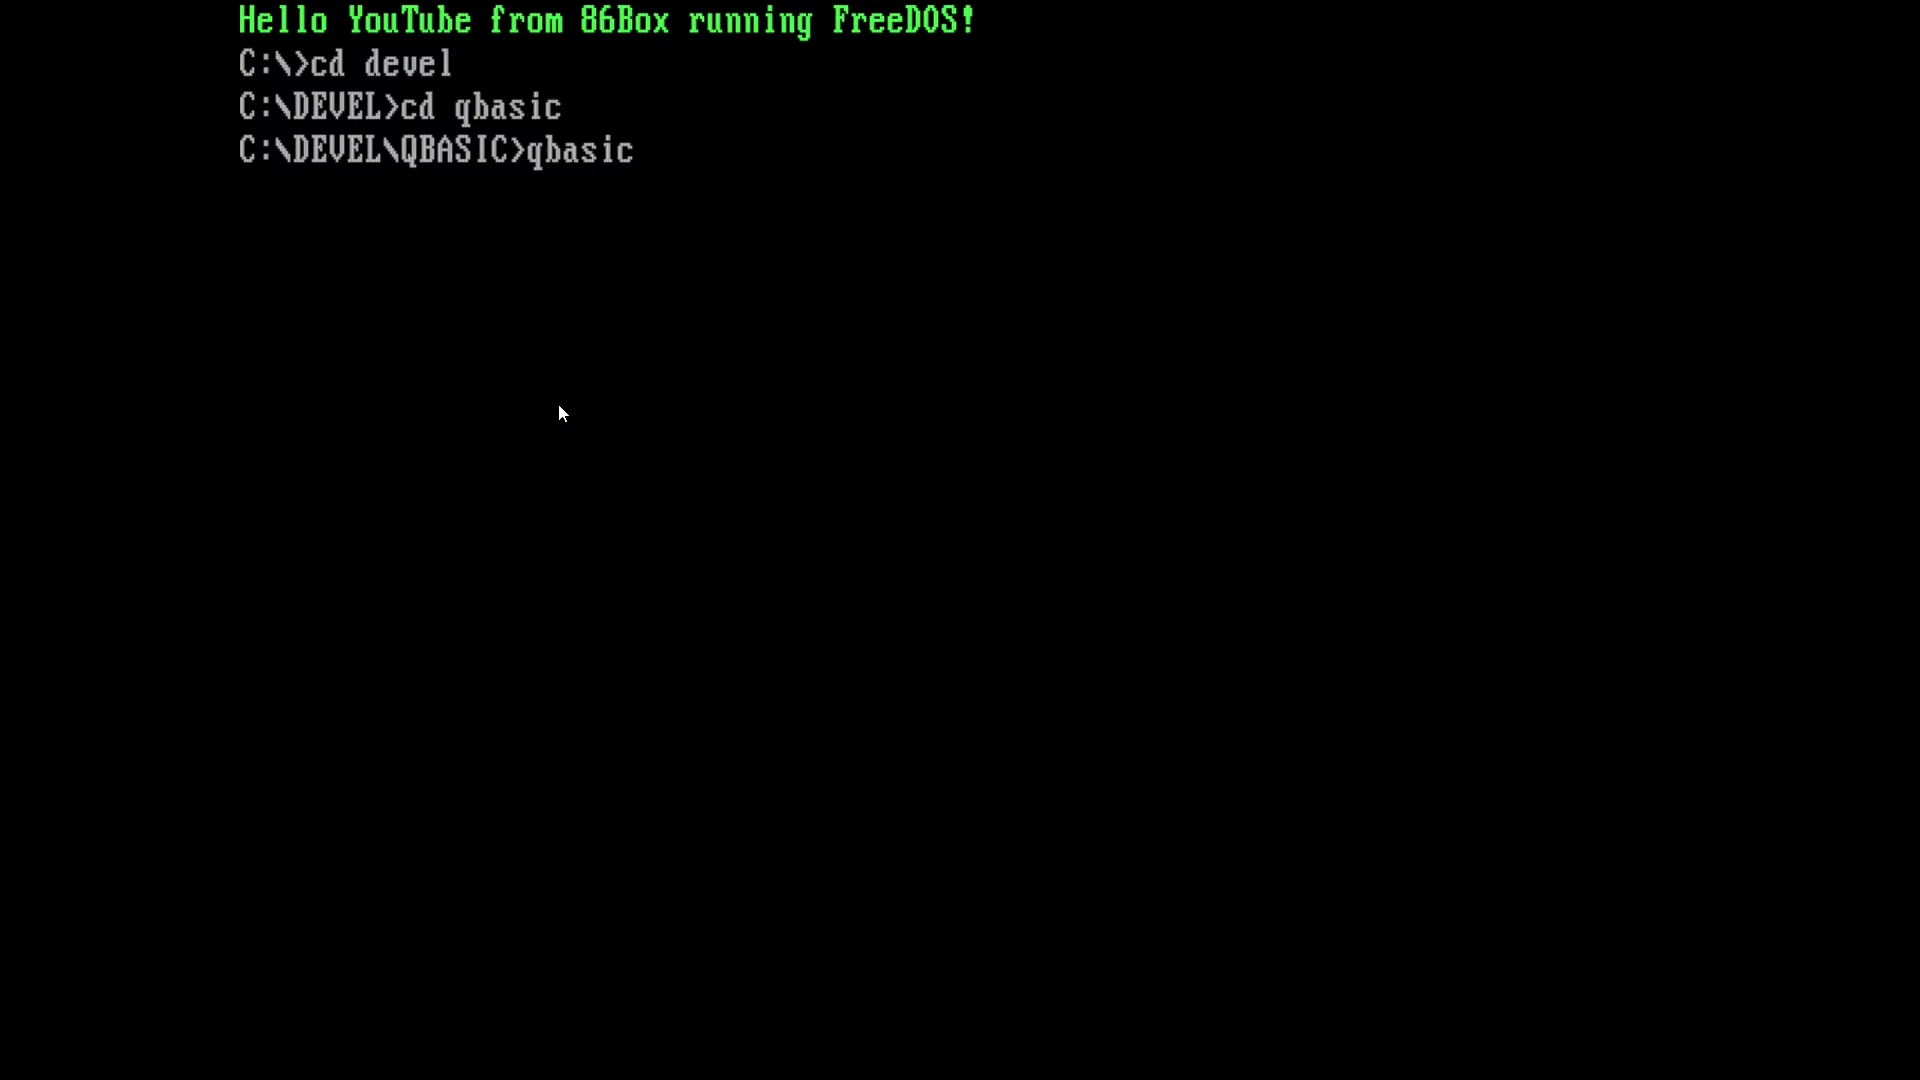 Hello YouTube from 86Box running FreeDOS!
C:\>cd devel
C:\DEVEL>cd qbasic
C:\DEVEL\QBASIC>qbasic